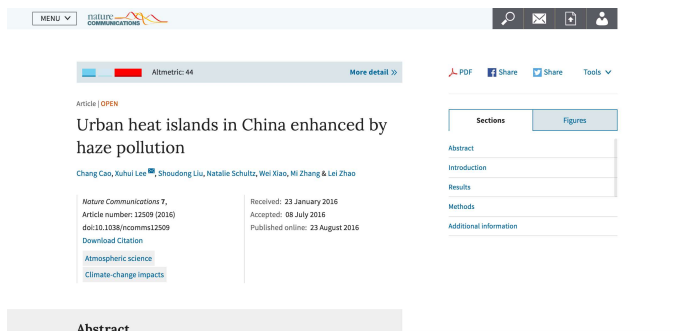 MENU
nature
COMMUNICATIONS
Altmetric: 44
More detail »
PDF
Share
Share
Tools
Article | OPEN
Urban heat islands in China enhanced by
haze pollution
Chang Cao, Xuhui Lee, Shoudong Liu, Natalie Schultz, Wei Xiao, Mi Zhang & Lei Zhao
Nature Communications 7,
Article number: 12509 (2016)
doi:10.1038/ncomms12509
Download Citation
Atmospheric science
Climate-change impacts
Received: 23 January 2016
Accepted: 08 July 2016
Published online: 23 August 2016
Sections
Figures
Abstract
Introduction
Results
Methods
Additional information
Abstract